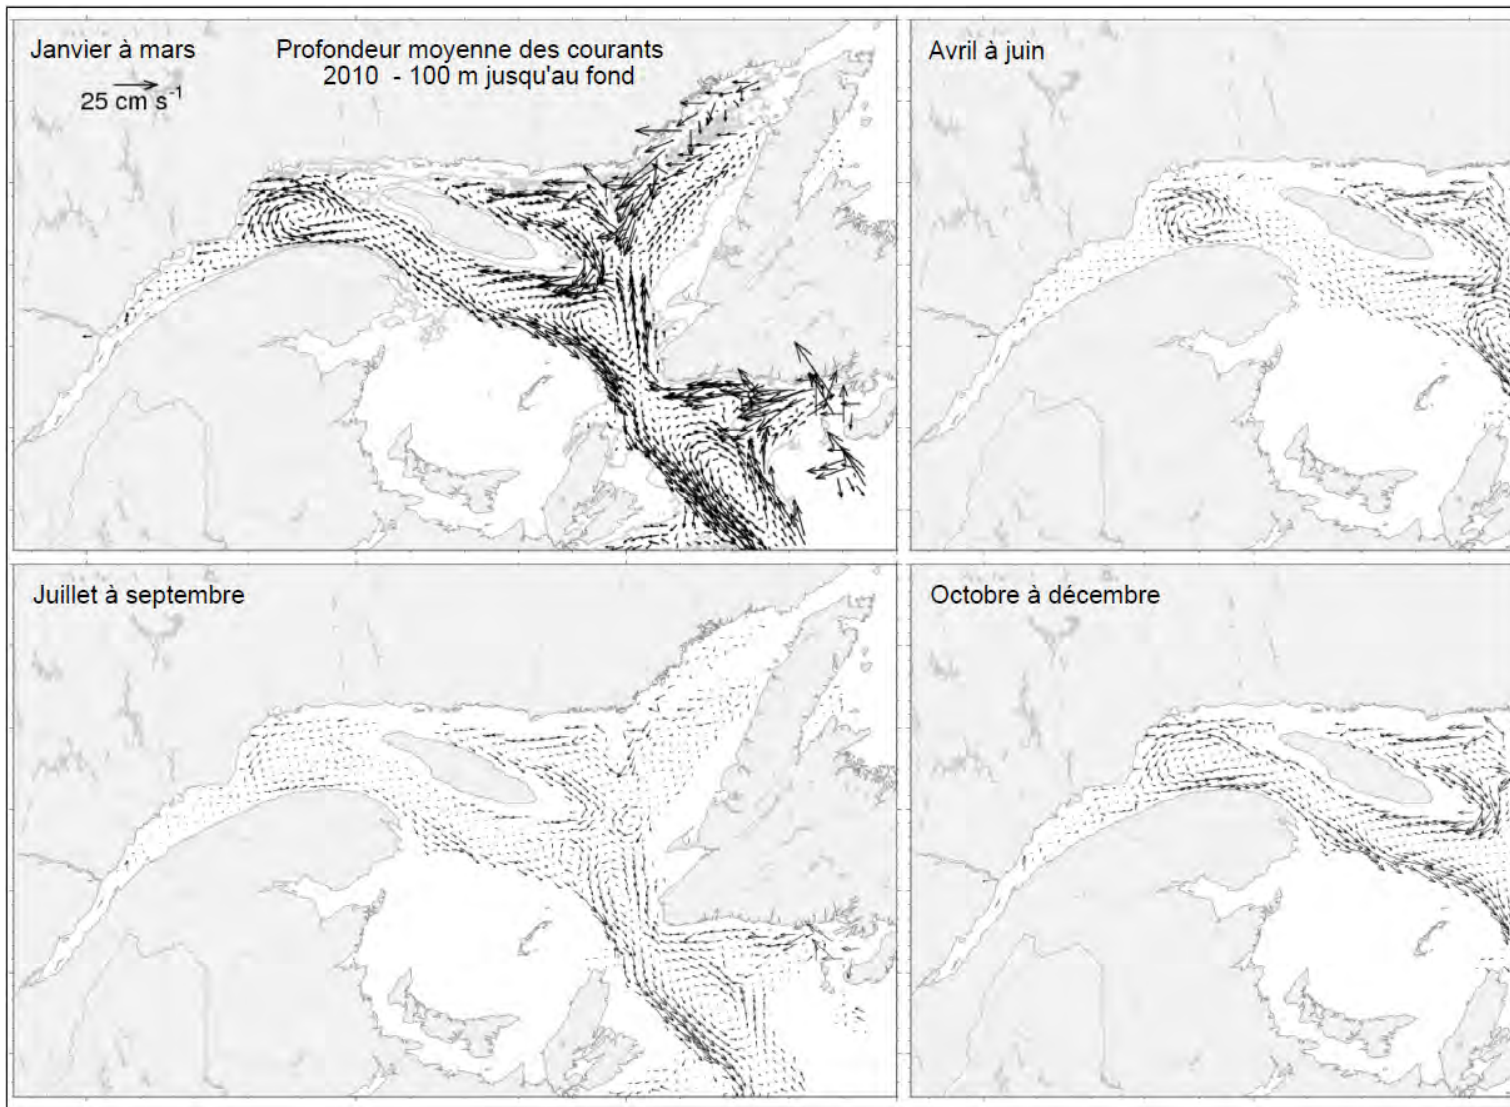 Janvier à mars
Profondeur moyenne des courants
2010 - 100 m jusqu'au fond
25 cm s⁻¹
Avril à juin
Juillet à septembre
Octobre à décembre